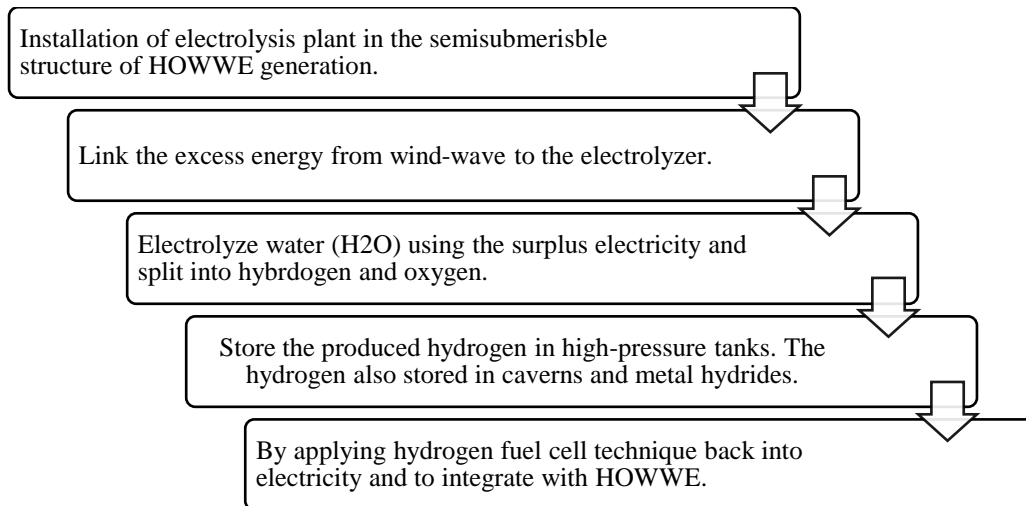 Installation of electrolysis plant in the semisubmerisble
structure of HOWWE generation.
Link the excess energy from wind-wave to the electrolyzer.
Electrolyze water (H2O) using the surplus electricity and
split into hybrdogen and oxygen.
Store the produced hydrogen in high-pressure tanks. The
hydrogen also stored in caverns and metal hydrides.
By applying hydrogen fuel cell technique back into
electricity and to integrate with HOWWE.